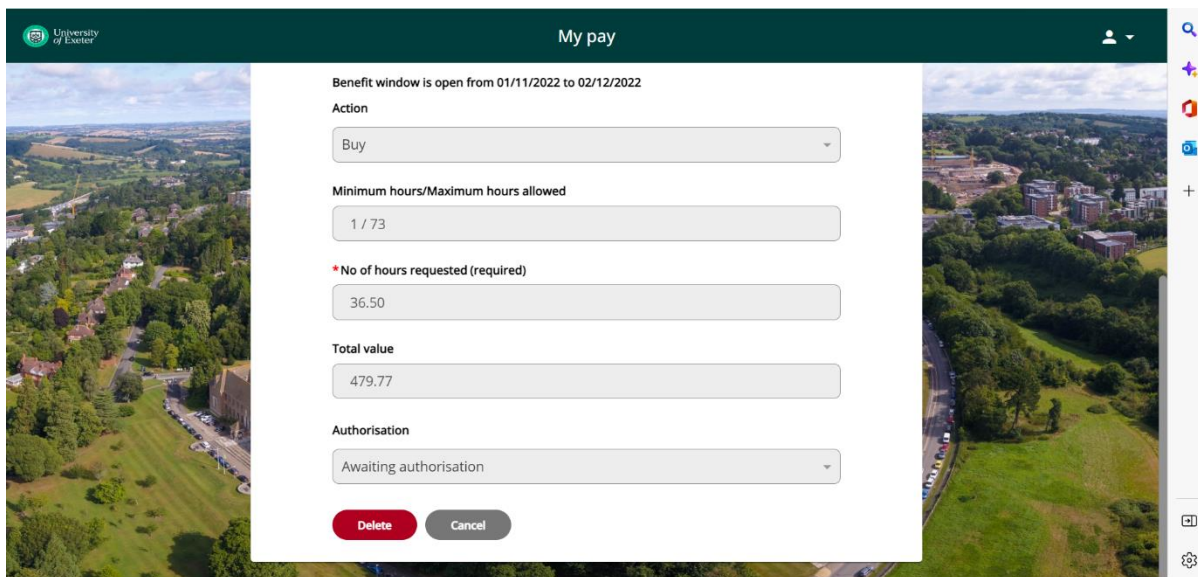 University
of Exeter
My pay
Benefit window is open from 01/11/2022 to 02/12/2022
Action
Buy
Minimum hours/Maximum hours allowed
1 / 73
*No of hours requested (required)
36.50
Total value
479.77
Authorisation
Awaiting authorisation
Delete Cancel